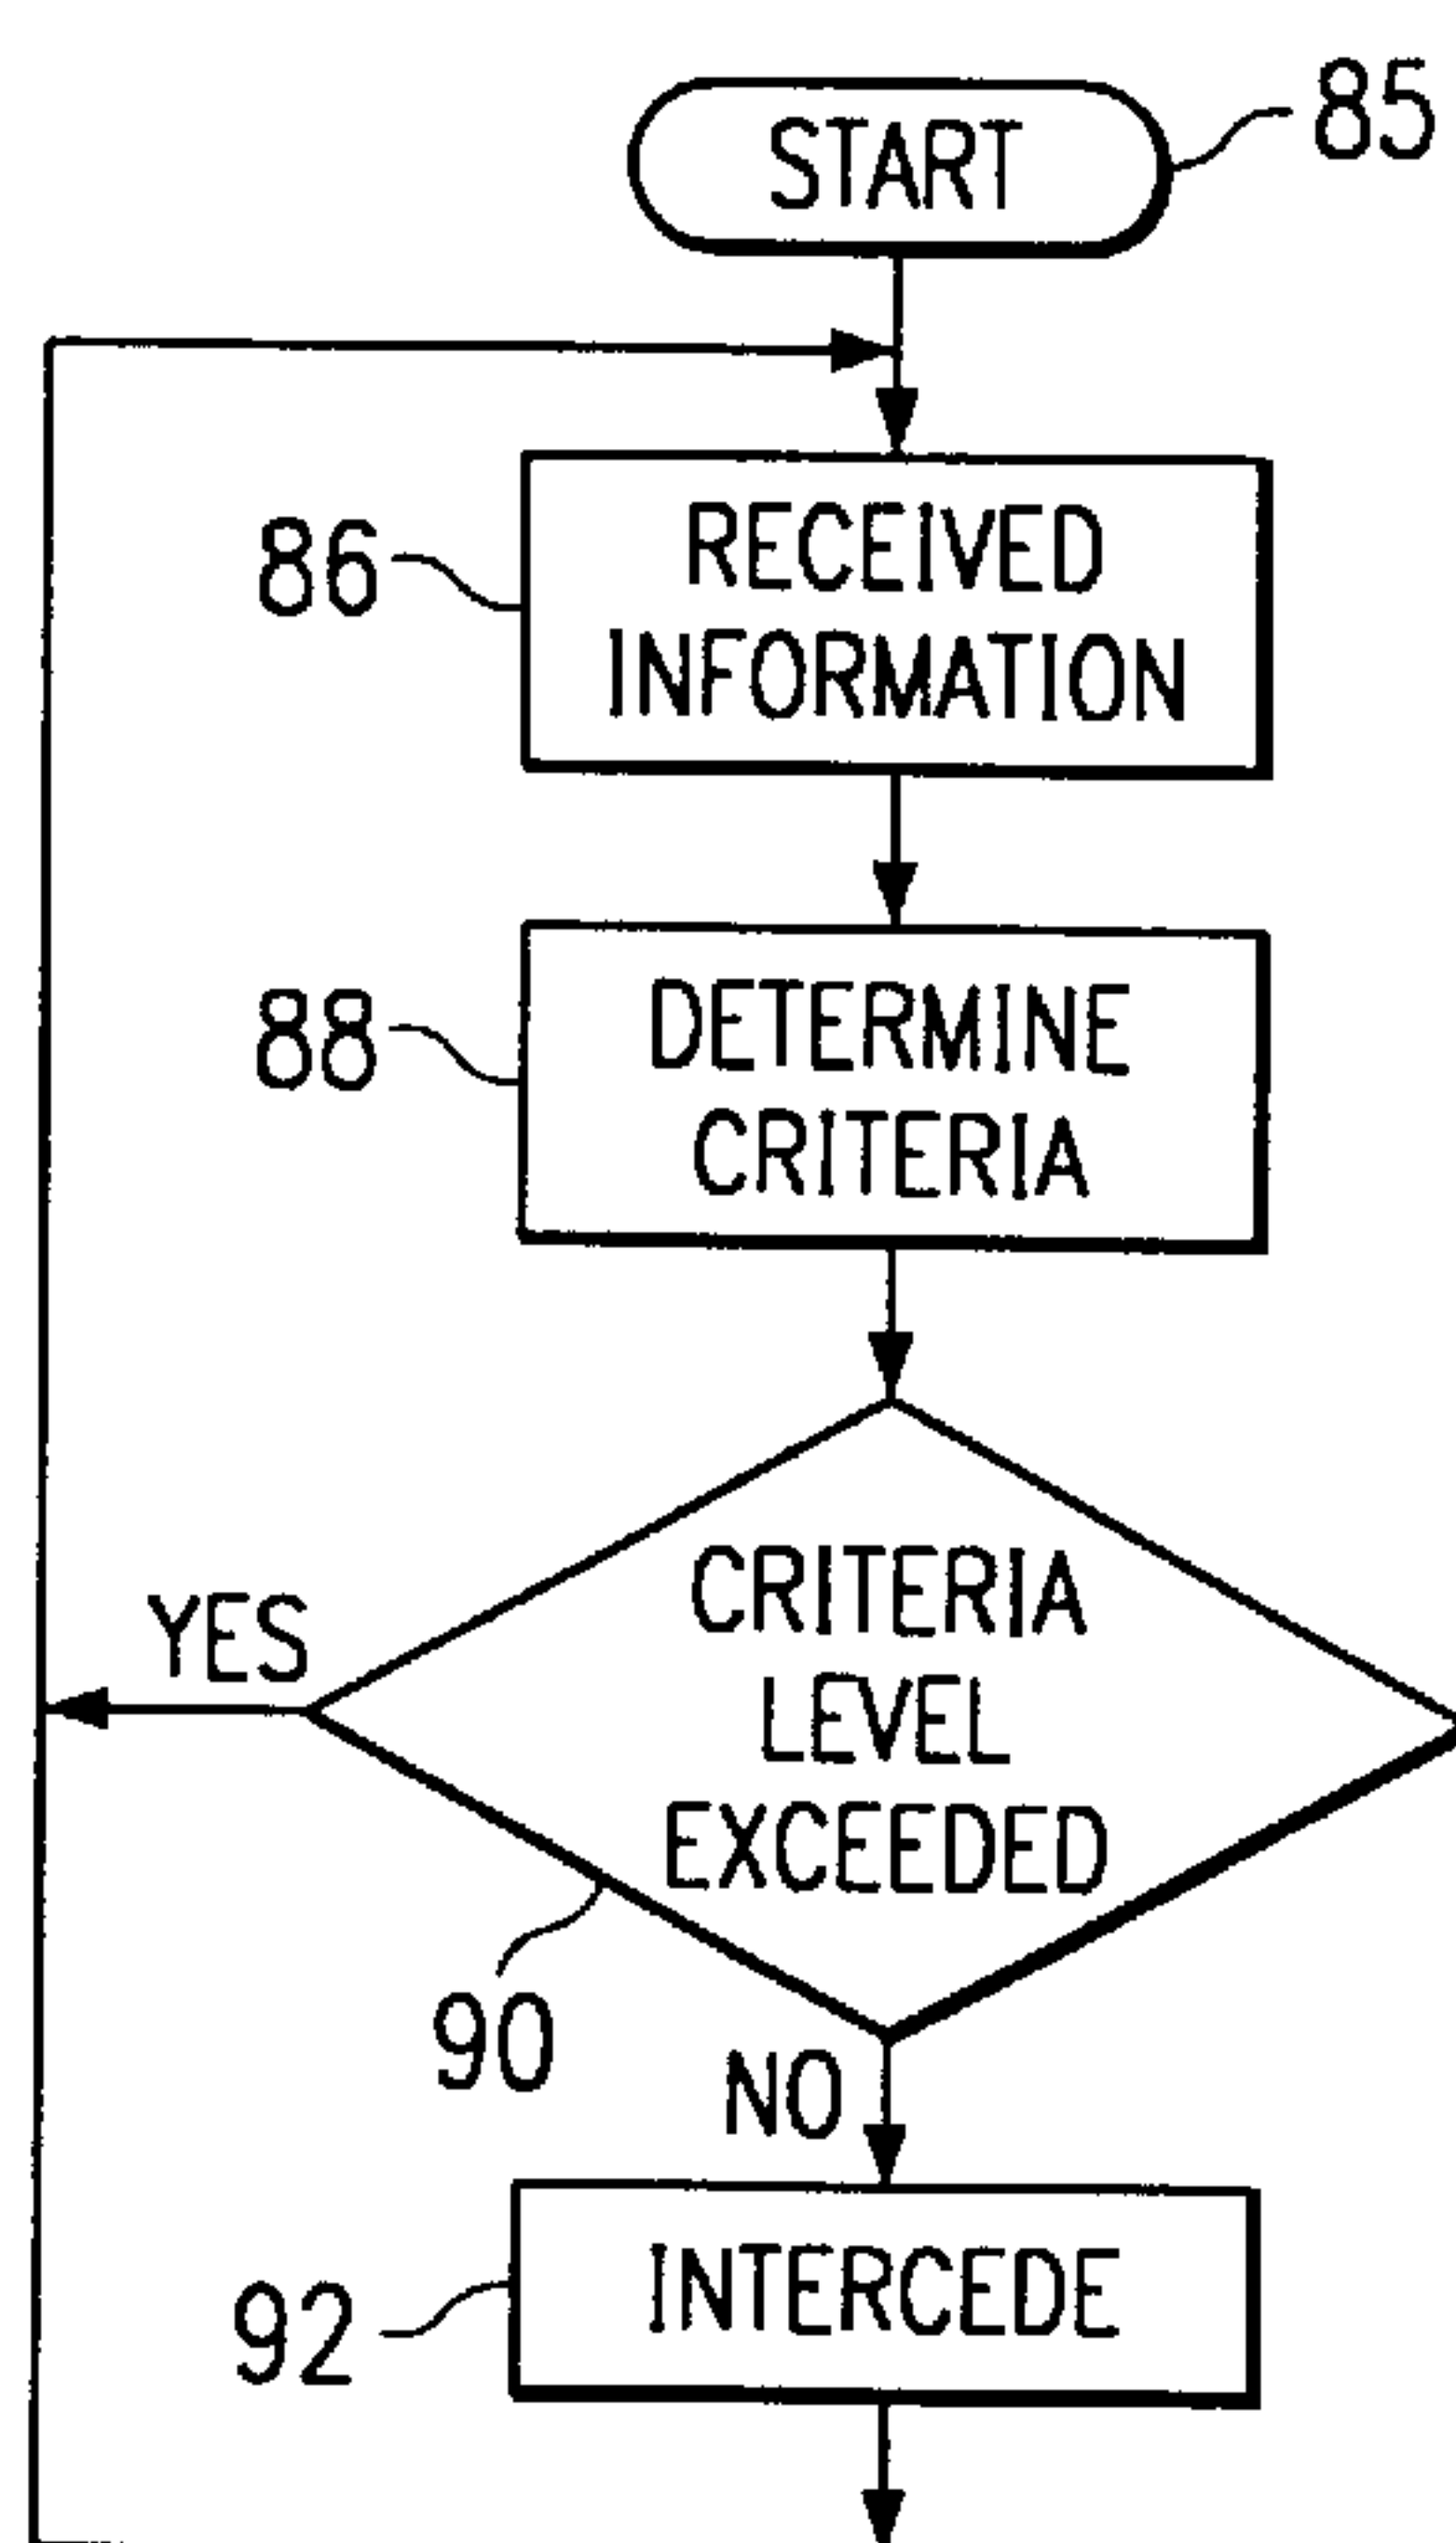 START
85
RECEIVED
INFORMATION
86
DETERMINE
CRITERIA
88
CRITERIA
LEVEL
EXCEEDED
YES
90
NO
INTERCEDE
92